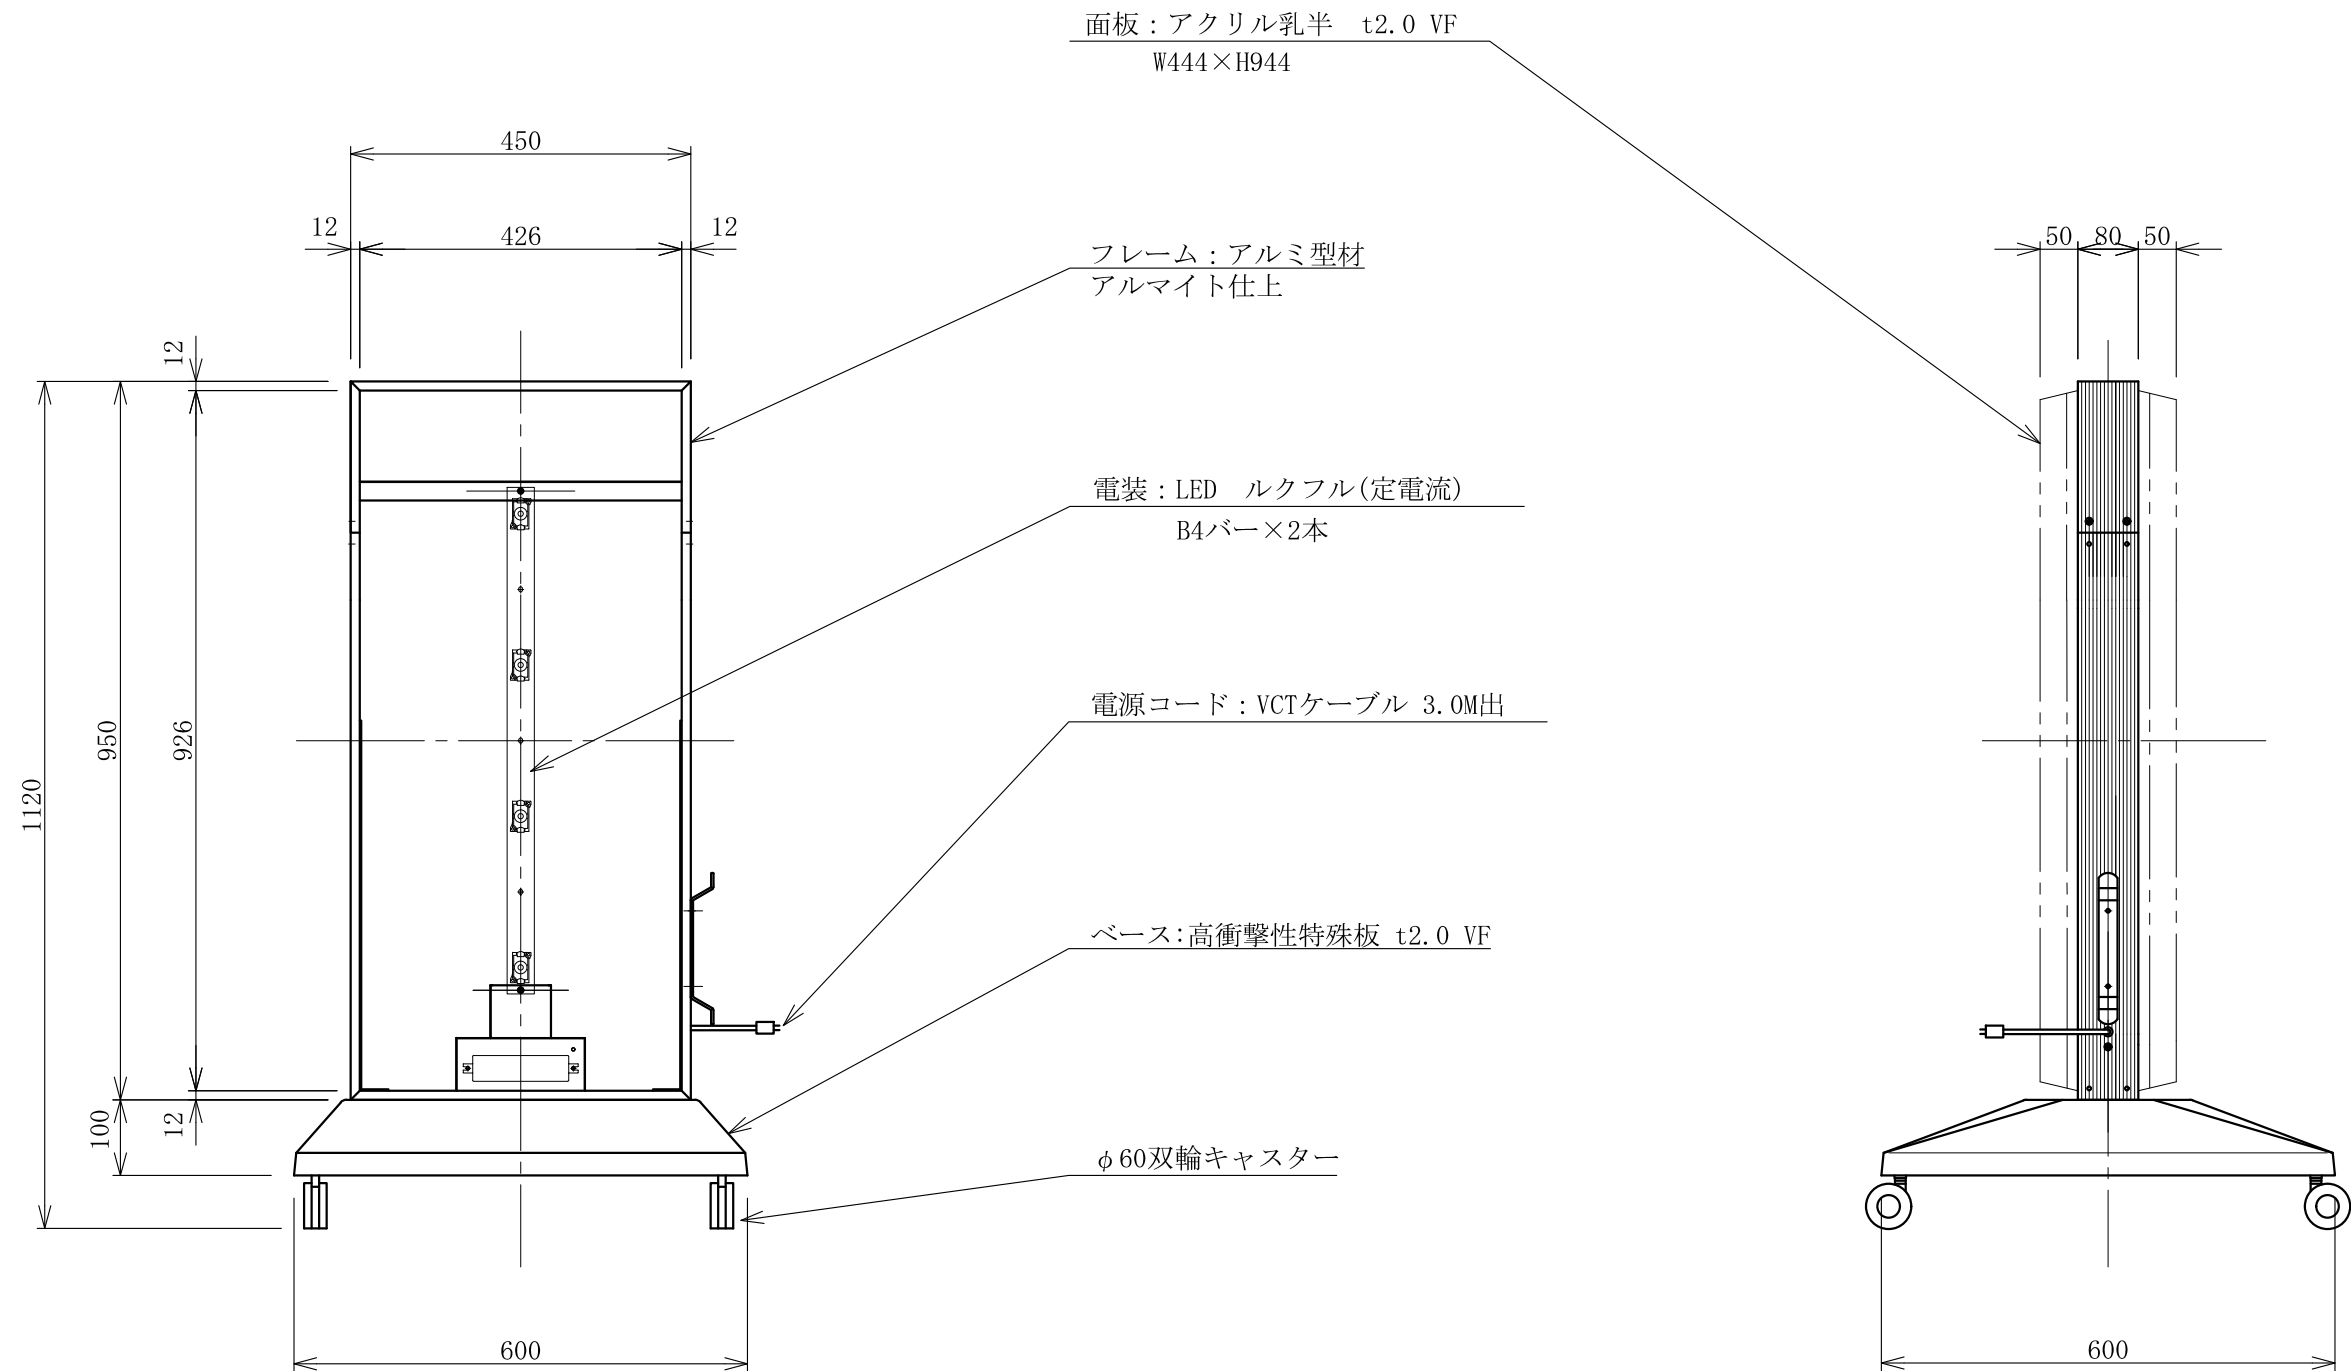 面板：アクリル乳半　t2.0 VF
W444×H944
450
12
426
12
50
80
50
フレーム：アルミ型材
アルマイト仕上
12
電装：LED　ルクフル(定電流)
B4バー×2本
電源コード：VCTケーブル 3.0M出
950
926
1120
ベース:高衝撃性特殊板 t2.0 VF
100
12
φ60双輪キャスター
600
600